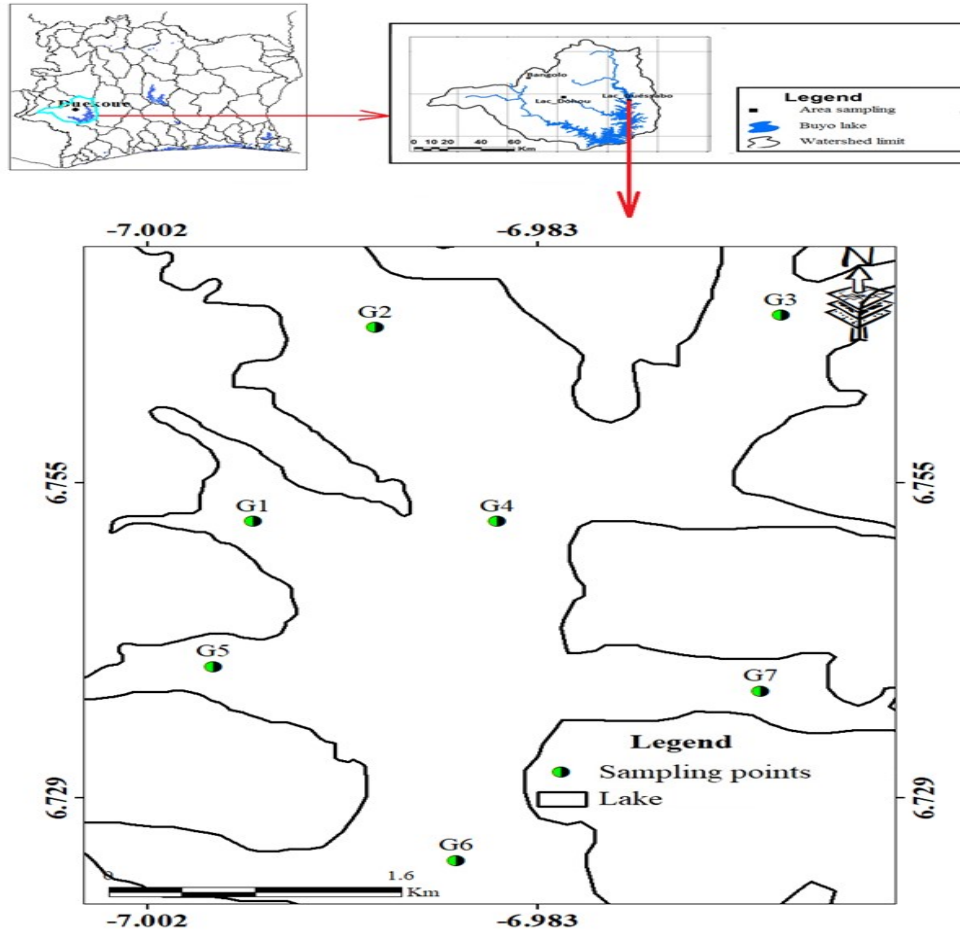 Duekoue
Bangolo
Lac_Dohou
Lac_Guéssabo
0 10 20 40 60
Km
Legend
Area sampling
Buyo lake
Watershed limit
-7.002 -6.983
N
G2
G3
6.755 6.755
G1
G4
G5
G7
Legend
Sampling points
Lake
6.729 6.729
G6
0 1.6
Km
-7.002 -6.983